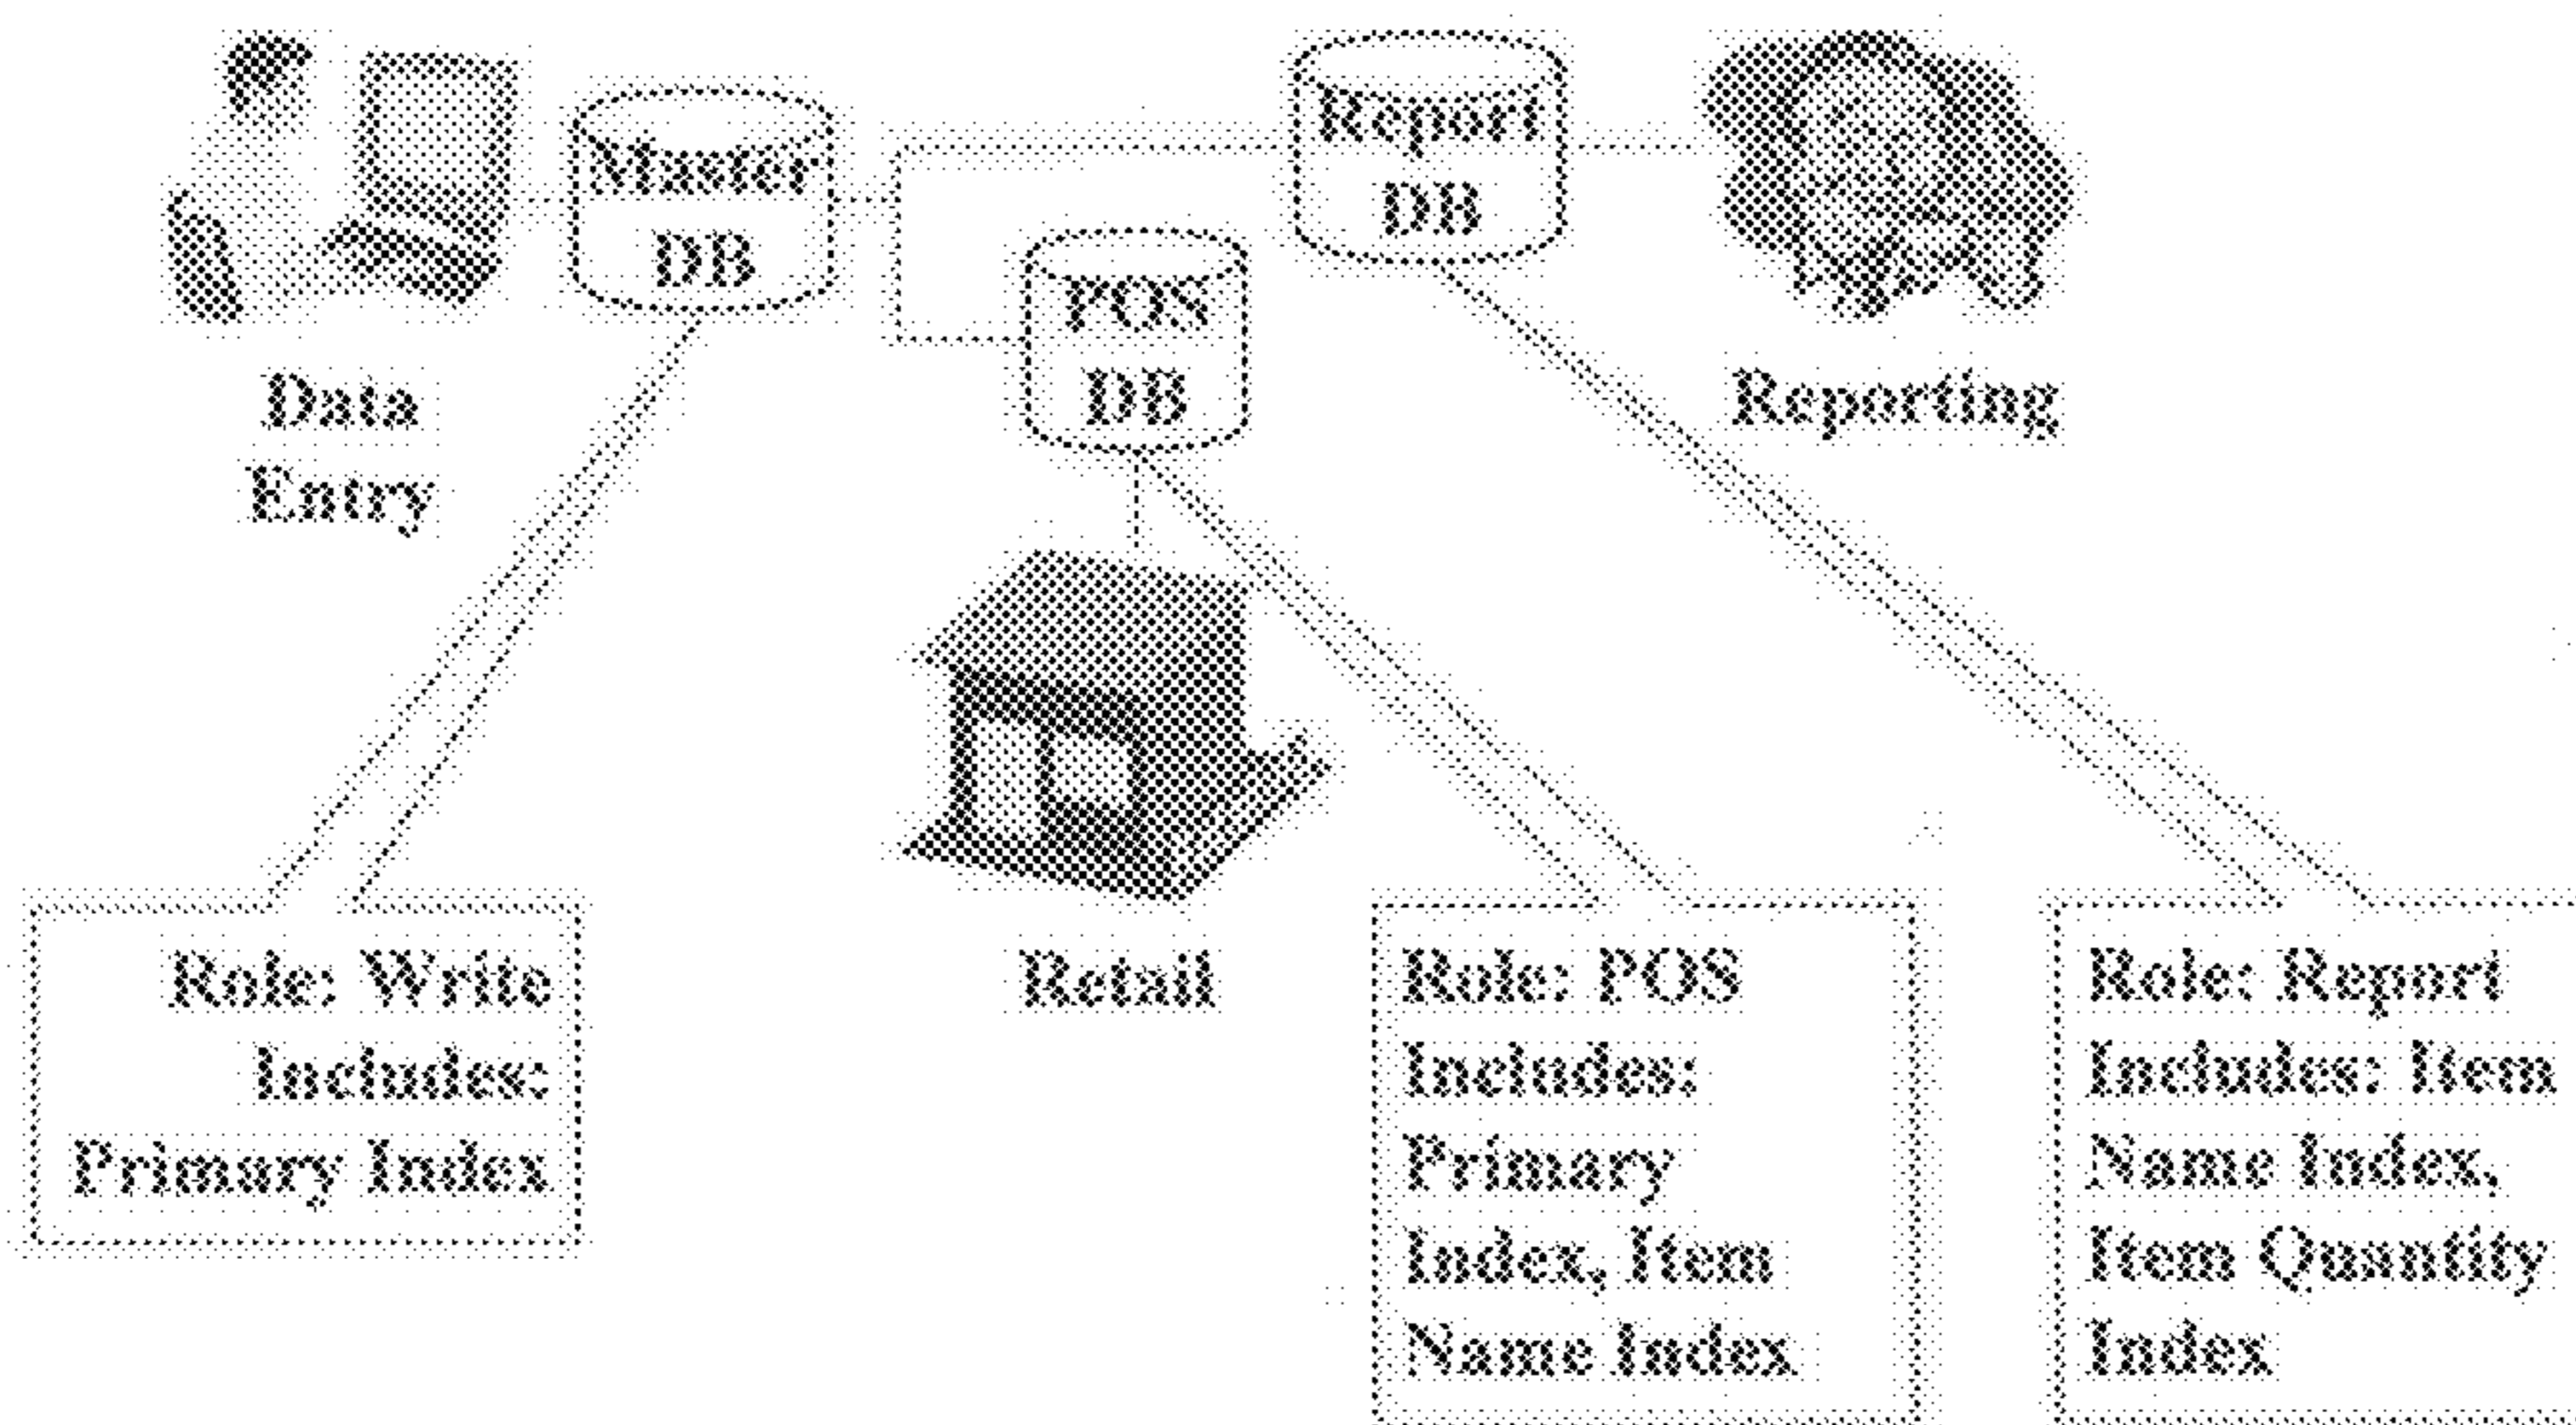 Master
DB
Report
DB
POS
DB
Data
Entry
Reporting
Retail
Role: Write
Includes:
Primary Index
Role: POS
Includes:
Primary
Index, Item
Name Index
Role: Report
Includes: Item
Name Index,
Item Quantity
Index